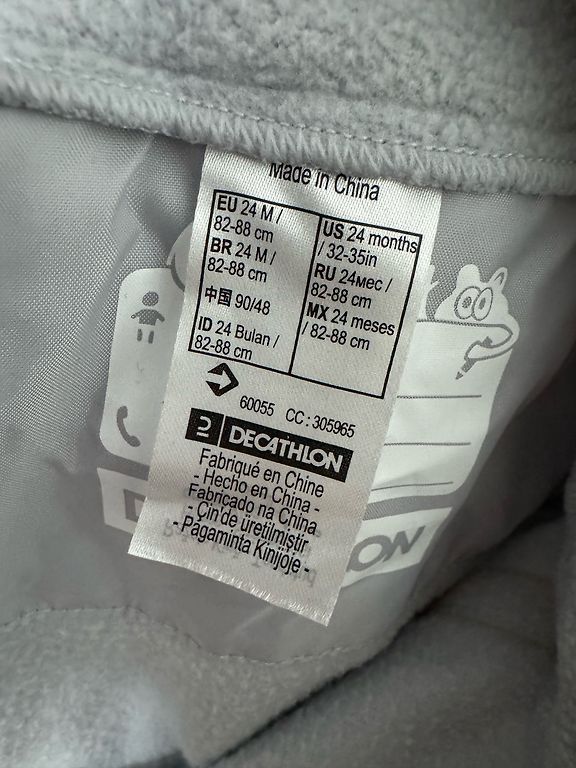 Made in China
EU 24 M /
82-88 cm
BR 24 M /
82-88 cm
中国 90/48
ID 24 Bulan /
82-88 cm
US 24 months
/ 32-35in
RU 24мес /
82-88 cm
MX 24 meses
/ 82-88 cm
60055 CC : 305965
DECATHLON
Fabriqué en Chine
- Hecho en China -
Fabricado na China
- Çin'de üretilmiştir
- Pagaminta Kinijoje -
D
LON